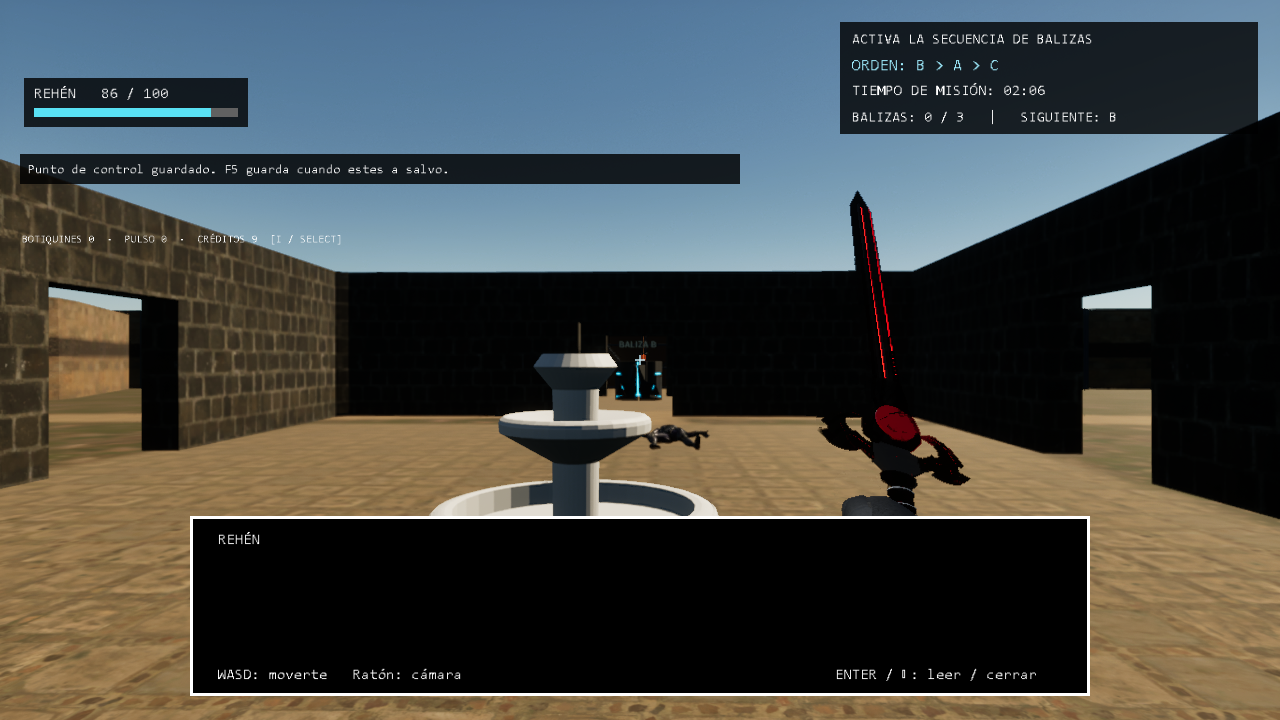 ACTIVA LA SECUENCIA DE BALIZAS
ORDEN: B > A > C
TIEMPO DE MISIÓN: 02:06
BALIZAS: 0 / 3 | SIGUIENTE: B
REHÉN 86 / 100
Punto de control guardado. F5 guarda cuando estes a salvo.
BOTIQUINES 0 · PULSO 0 · CRÉDITOS 9 [I / SELECT]
BALIZA B
REHÉN
WASD: moverte Ratón: cámara
ENTER / ▯: leer / cerrar